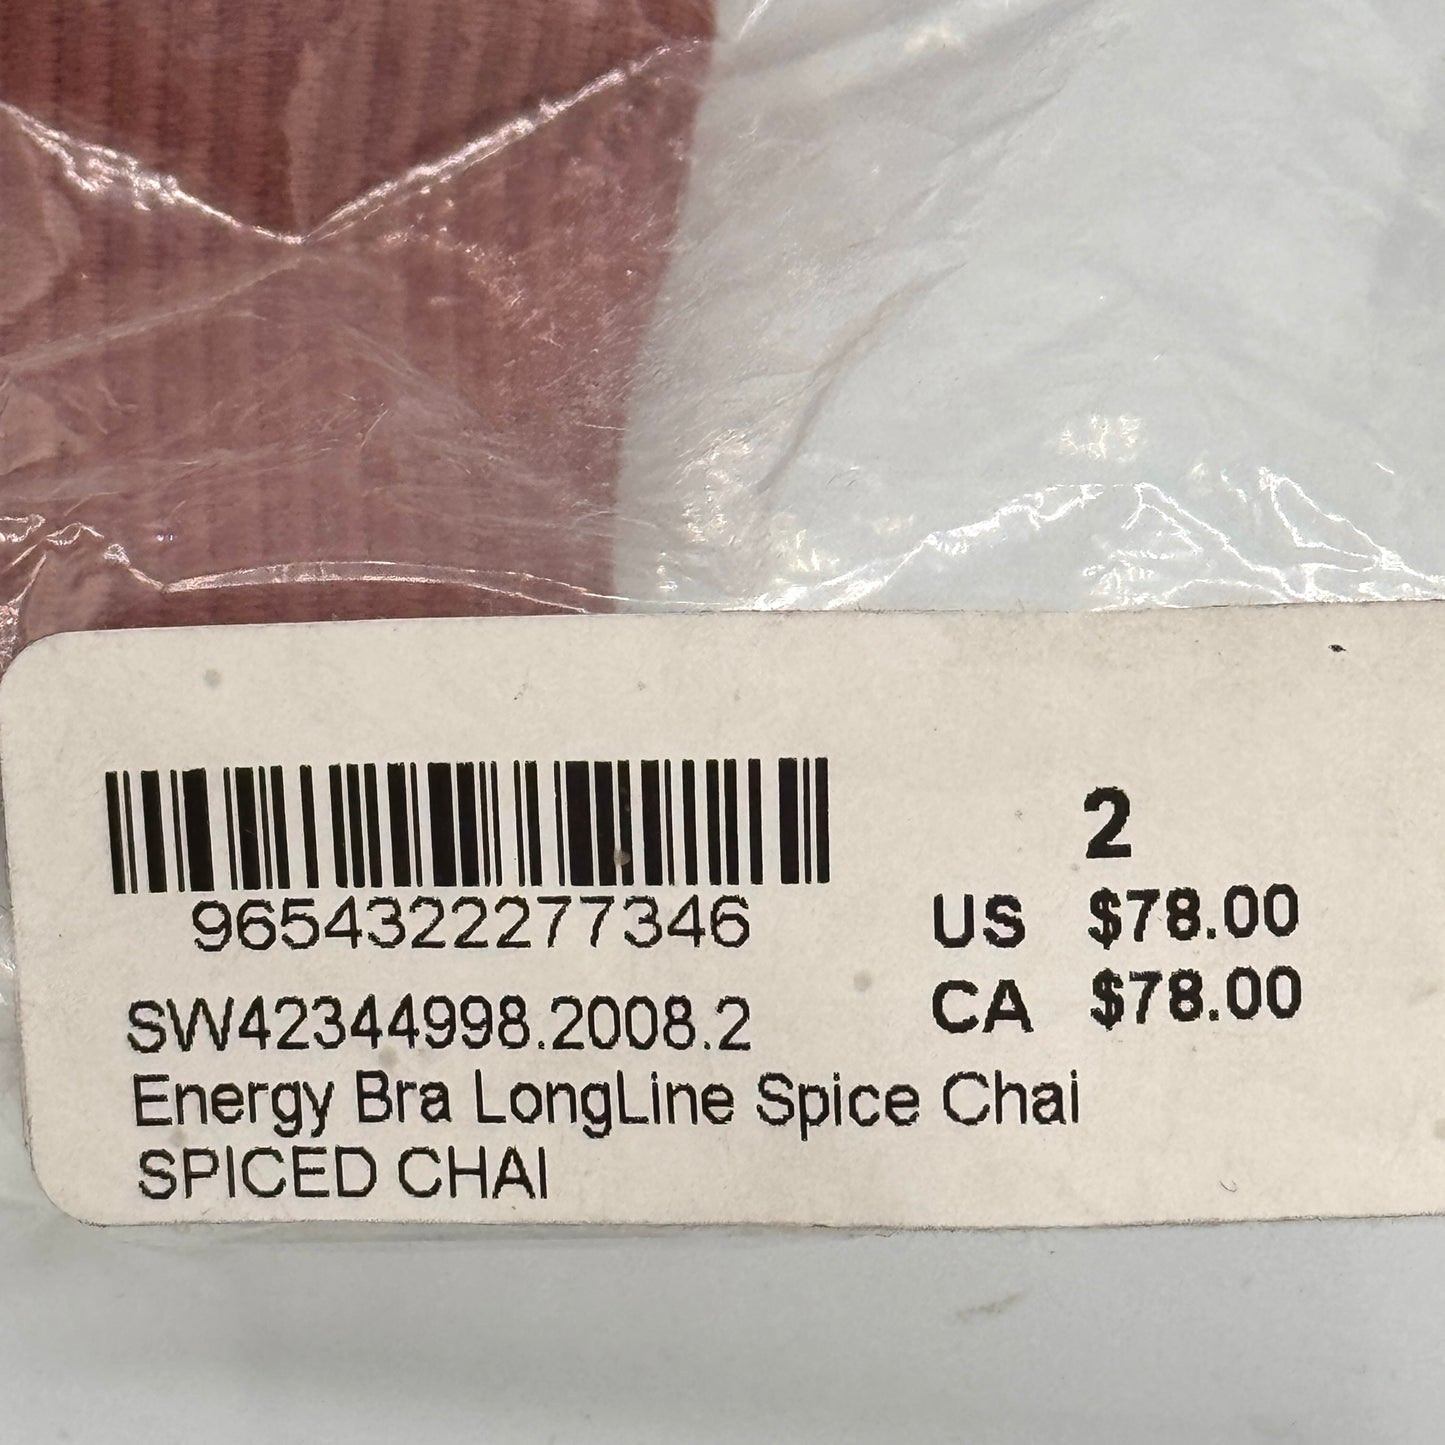 9654322277346
2
US $78.00
CA $78.00
SW42344998.2008.2
Energy Bra LongLine Spice Chai
SPICED CHAI